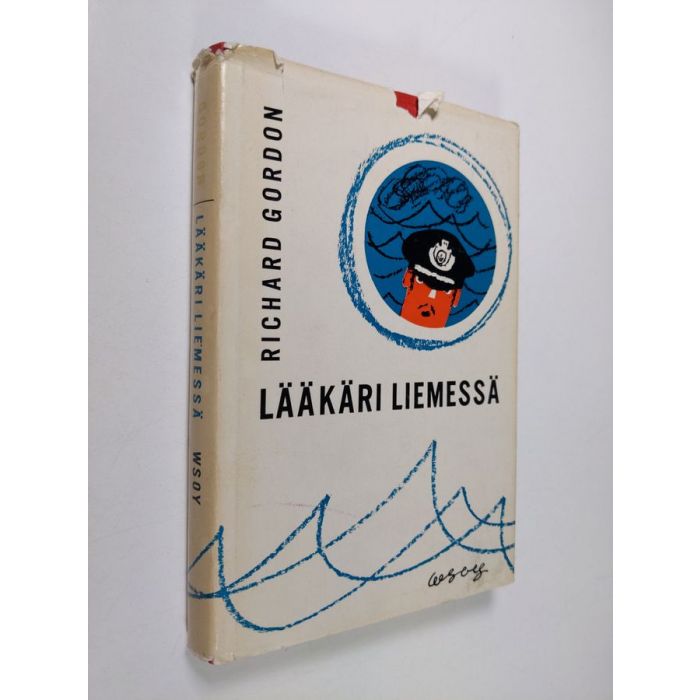 RICHARD GORDON
LÄÄKÄRI LIEMESSÄ
wsoy
GORDON
LÄÄKÄRI LIEMESSÄ
WSOY